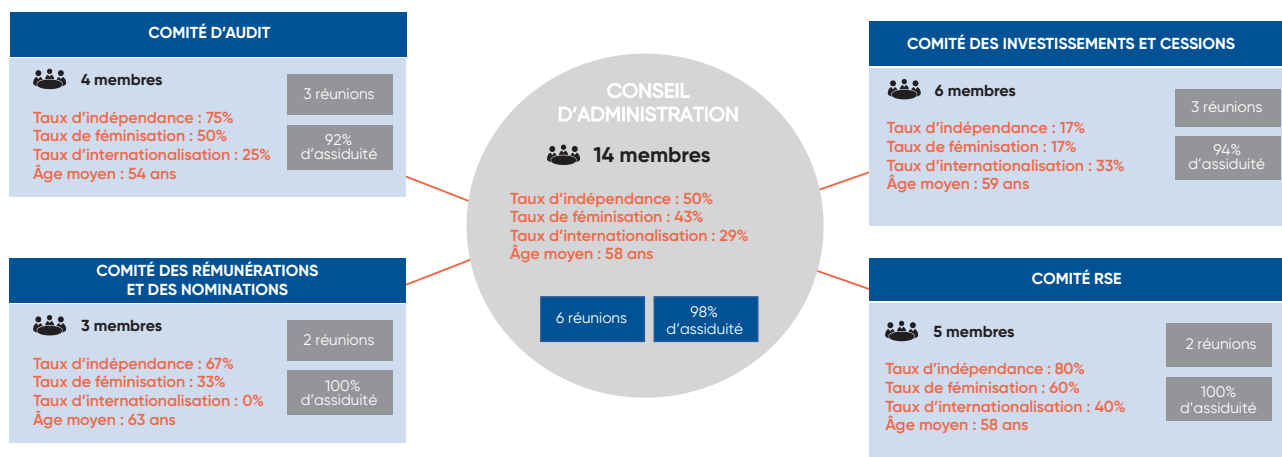 COMITÉ D'AUDIT
4 membres
Taux d'indépendance : 75%
Taux de féminisation : 50%
Taux d'internationalisation : 25%
Âge moyen : 54 ans
3 réunions
92%
d'assiduité
COMITÉ DES RÉMUNÉRATIONS
ET DES NOMINATIONS
3 membres
Taux d'indépendance : 67%
Taux de féminisation : 33%
Taux d'internationalisation : 0%
Âge moyen : 63 ans
2 réunions
100%
d'assiduité
CONSEIL
D'ADMINISTRATION
14 membres
Taux d'indépendance : 50%
Taux de féminisation : 43%
Taux d'internationalisation : 29%
Âge moyen : 58 ans
6 réunions
98%
d'assiduité
COMITÉ DES INVESTISSEMENTS ET CESSIONS
6 membres
Taux d'indépendance : 17%
Taux de féminisation : 17%
Taux d'internationalisation : 33%
Âge moyen : 59 ans
3 réunions
94%
d'assiduité
COMITÉ RSE
5 membres
Taux d'indépendance : 80%
Taux de féminisation : 60%
Taux d'internationalisation : 40%
Âge moyen : 58 ans
2 réunions
100%
d'assiduité